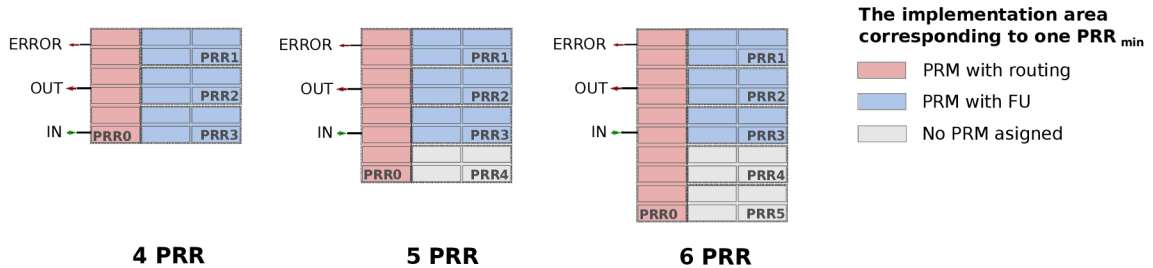 ERROR
OUT
IN
PRR1
PRR2
PRR3
PRR0
4 PRR
ERROR
OUT
IN
PRR1
PRR2
PRR3
PRR4
PRR0
5 PRR
ERROR
OUT
IN
PRR1
PRR2
PRR3
PRR4
PRR5
PRR0
6 PRR
The implementation area
corresponding to one PRR min
PRM with routing
PRM with FU
No PRM asigned